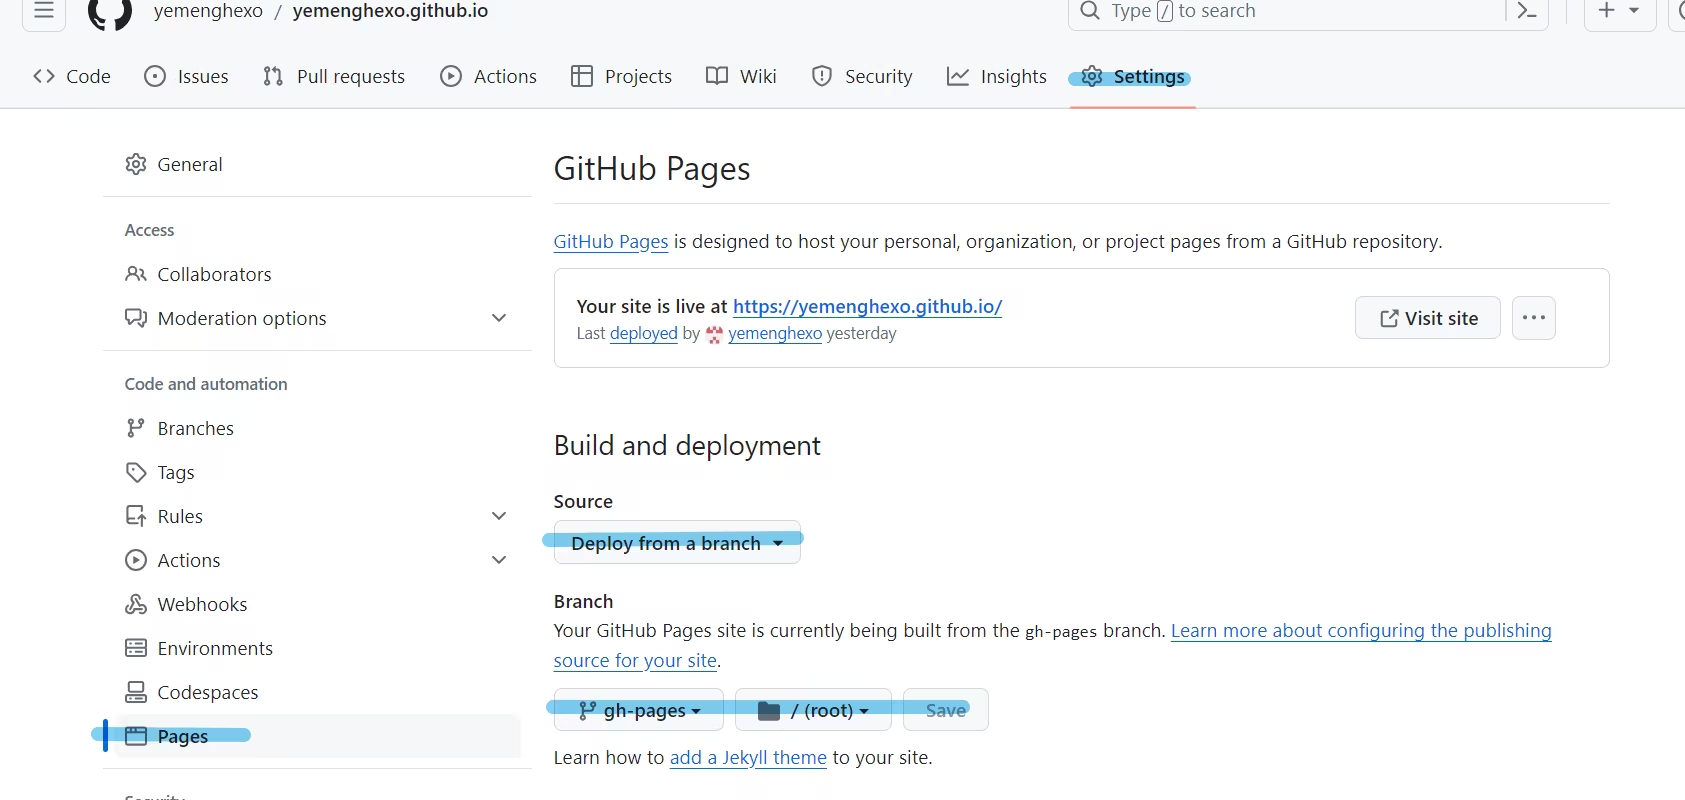 yemenghexo / yemenghexo.github.io
Type / to search
Code Issues Pull requests Actions Projects Wiki Security Insights Settings
General
Access
Collaborators
Moderation options
Code and automation
Branches
Tags
Rules
Actions
Webhooks
Environments
Codespaces
Pages
Security
GitHub Pages
GitHub Pages is designed to host your personal, organization, or project pages from a GitHub repository.
Your site is live at https://yemenghexo.github.io/
Last deployed by yemenghexo yesterday
Visit site
Build and deployment
Source
Deploy from a branch
Branch
Your GitHub Pages site is currently being built from the gh-pages branch. Learn more about configuring the publishing
source for your site.
gh-pages / (root) Save
Learn how to add a Jekyll theme to your site.